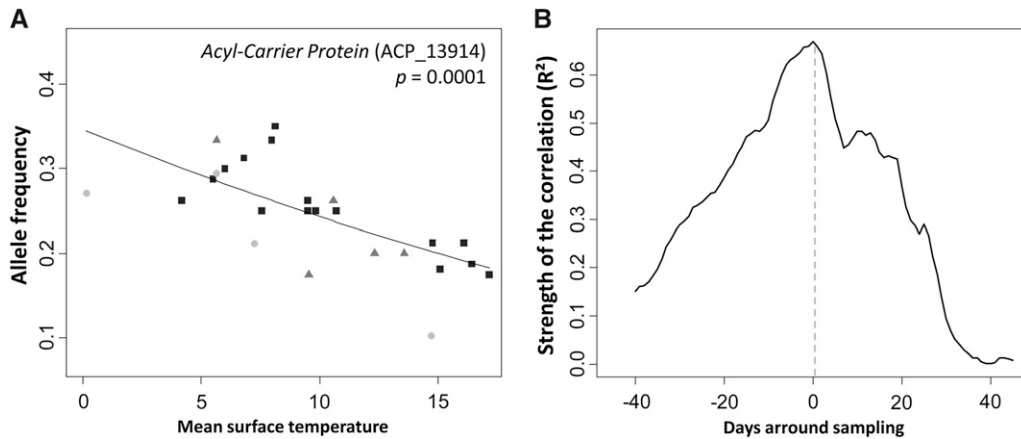 A
Acyl-Carrier Protein (ACP_13914)
p = 0.0001
Allele frequency
0.4
0.3
0.2
0.1
0 5 10 15
Mean surface temperature
B
Strength of the correlation (R²)
0.6
0.5
0.4
0.3
0.2
0.1
0.0
-40 -20 0 20 40
Days arround sampling